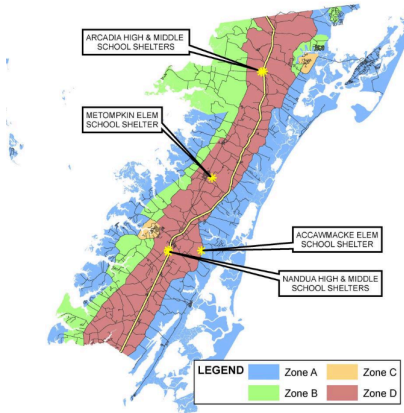 ARCADIA HIGH & MIDDLE
SCHOOL SHELTERS
METOMPKIN ELEM
SCHOOL SHELTER
ACCAWMACKE ELEM
SCHOOL SHELTER
NANDUA HIGH & MIDDLE
SCHOOL SHELTERS
LEGEND
Zone A
Zone C
Zone B
Zone D